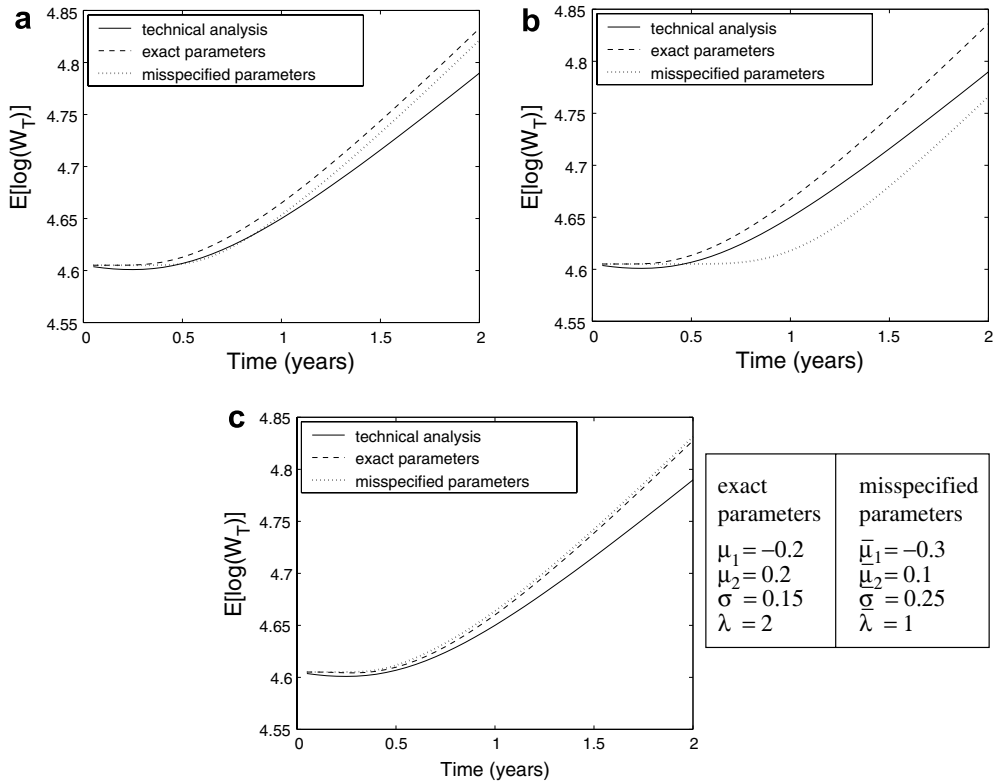 a
4.85
4.8
4.75
4.7
4.65
4.6
4.55
technical analysis
exact parameters
misspecified parameters
E[log(W_T)]
0
0.5
1
1.5
2
Time (years)
b
4.85
4.8
4.75
4.7
4.65
4.6
4.55
technical analysis
exact parameters
misspecified parameters
E[log(W_T)]
0
0.5
1
1.5
2
Time (years)
c
4.85
4.8
4.75
4.7
4.65
4.6
4.55
technical analysis
exact parameters
misspecified parameters
E[log(W_T)]
0
0.5
1
1.5
2
Time (years)
exact
parameters
μ₁ = −0.2
μ₂ = 0.2
σ = 0.15
λ = 2
misspecified
parameters
μ̅₁ = −0.3
μ̅₂ = 0.1
σ̅ = 0.25
λ̅ = 1